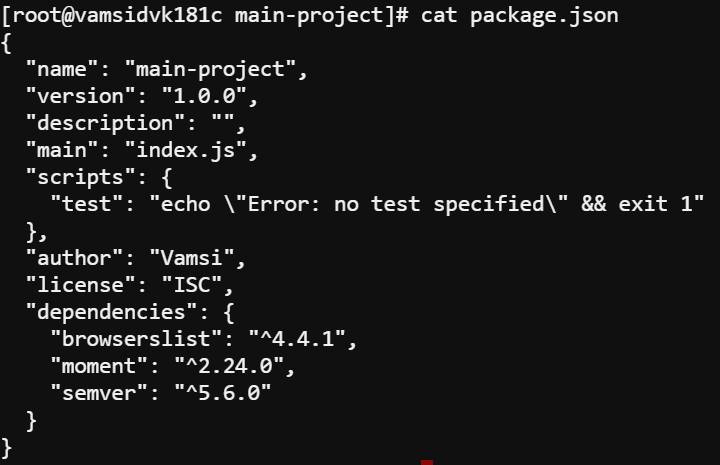 [root@vamsidvk181c main-project]# cat package.json
{
  "name": "main-project",
  "version": "1.0.0",
  "description": "",
  "main": "index.js",
  "scripts": {
    "test": "echo \"Error: no test specified\" && exit 1"
  },
  "author": "Vamsi",
  "license": "ISC",
  "dependencies": {
    "browserslist": "^4.4.1",
    "moment": "^2.24.0",
    "semver": "^5.6.0"
  }
}